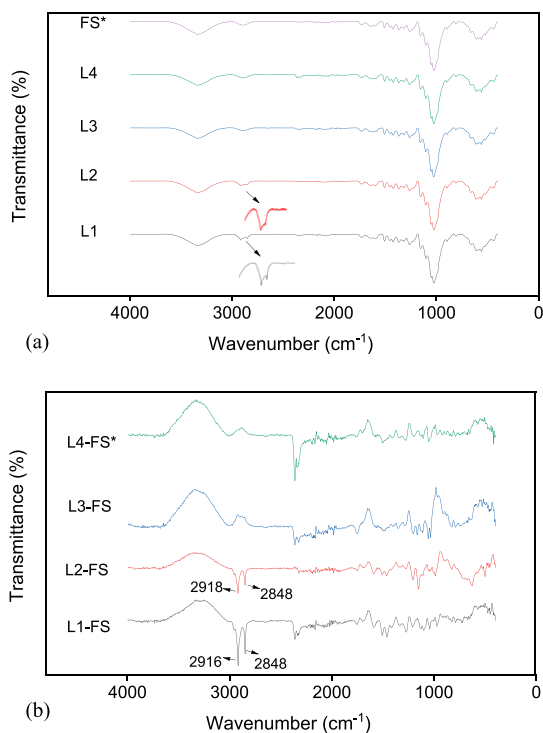 FS*
L4
L3
L2
L1
Transmittance (%)
4000 3000 2000 1000 0
Wavenumber (cm⁻¹)
(a)
L4-FS*
L3-FS
L2-FS
2918 2848
L1-FS
2916 2848
Transmittance (%)
4000 3000 2000 1000 0
Wavenumber (cm⁻¹)
(b)